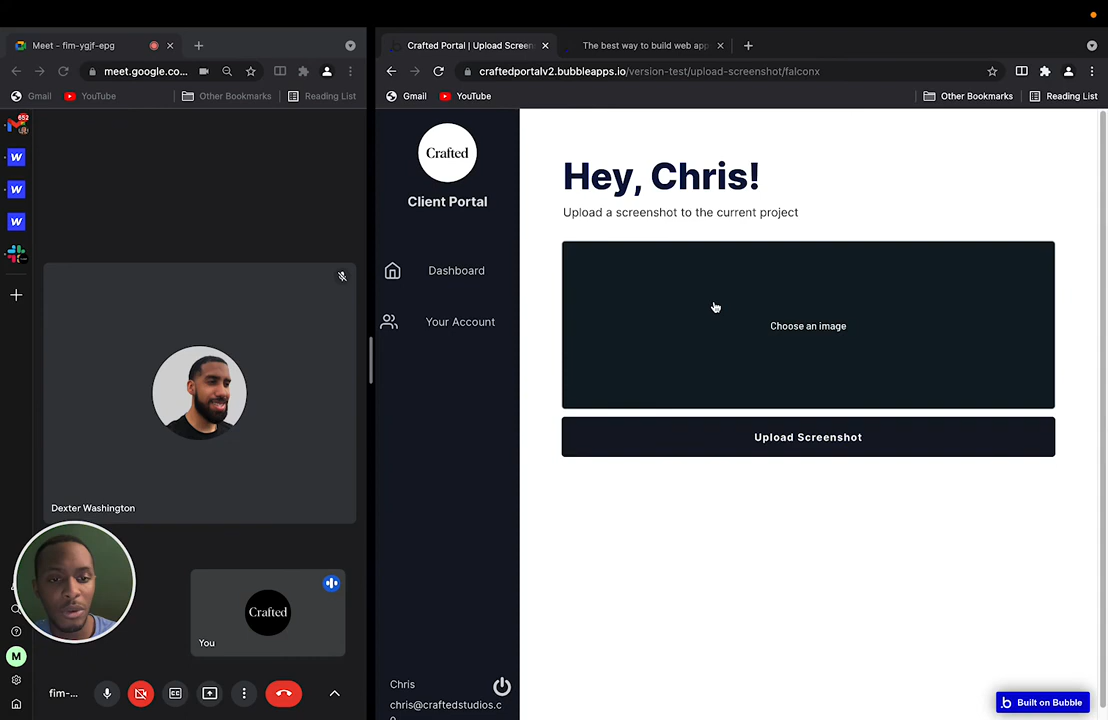 Meet - fim-ygjf-epg
Crafted Portal | Upload Screen
The best way to build web app
meet.google.co...
craftedportalv2.bubbleapps.io/version-test/upload-screenshot/falconx
Gmail
YouTube
Other Bookmarks
Reading List
Gmail
YouTube
Other Bookmarks
Reading List
652
Crafted
Client Portal
Dashboard
Your Account
Hey, Chris!
Upload a screenshot to the current project
Choose an image
Upload Screenshot
Dexter Washington
Crafted
You
M
fim-...
Chris
chris@craftedstudios.c
Built on Bubble